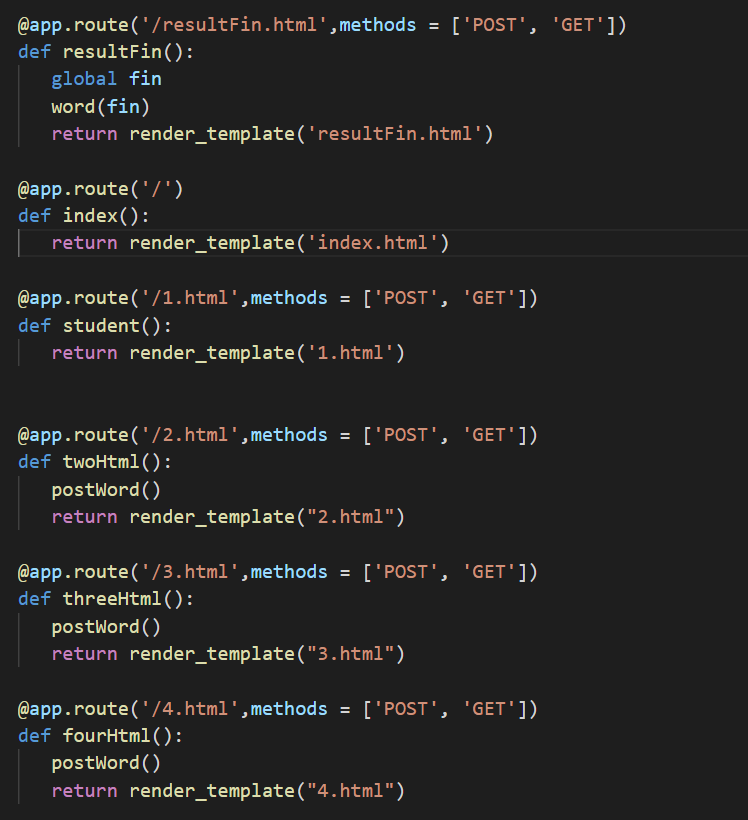 @app.route('/resultFin.html',methods = ['POST', 'GET'])
def resultFin():
   global fin
   word(fin)
   return render_template('resultFin.html')

@app.route('/')
def index():
   return render_template('index.html')

@app.route('/1.html',methods = ['POST', 'GET'])
def student():
   return render_template('1.html')


@app.route('/2.html',methods = ['POST', 'GET'])
def twoHtml():
   postWord()
   return render_template("2.html")

@app.route('/3.html',methods = ['POST', 'GET'])
def threeHtml():
   postWord()
   return render_template("3.html")

@app.route('/4.html',methods = ['POST', 'GET'])
def fourHtml():
   postWord()
   return render_template("4.html")